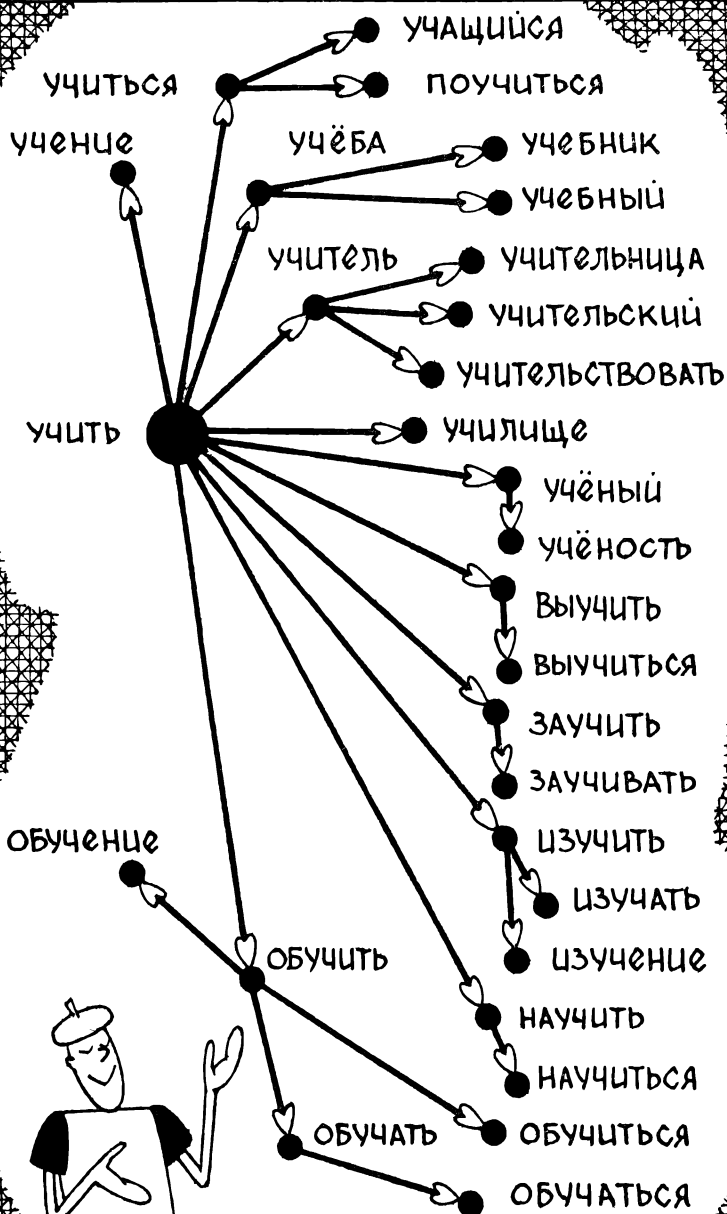 УЧАЩИЙСЯ
УЧИТЬСЯ
ПОУЧИТЬСЯ
УЧЕНИЕ
УЧЁБА
УЧЕБНИК
УЧЕБНЫЙ
УЧИТЕЛЬ
УЧИТЕЛЬНИЦА
УЧИТЕЛЬСКИЙ
УЧИТЕЛЬСТВОВАТЬ
УЧИТЬ
УЧИЛИЩЕ
УЧЁНЫЙ
УЧЁНОСТЬ
ВЫУЧИТЬ
ВЫУЧИТЬСЯ
ЗАУЧИТЬ
ЗАУЧИВАТЬ
ОБУЧЕНИЕ
ИЗУЧИТЬ
ИЗУЧАТЬ
ОБУЧИТЬ
ИЗУЧЕНИЕ
НАУЧИТЬ
НАУЧИТЬСЯ
ОБУЧАТЬ
ОБУЧИТЬСЯ
ОБУЧАТЬСЯ